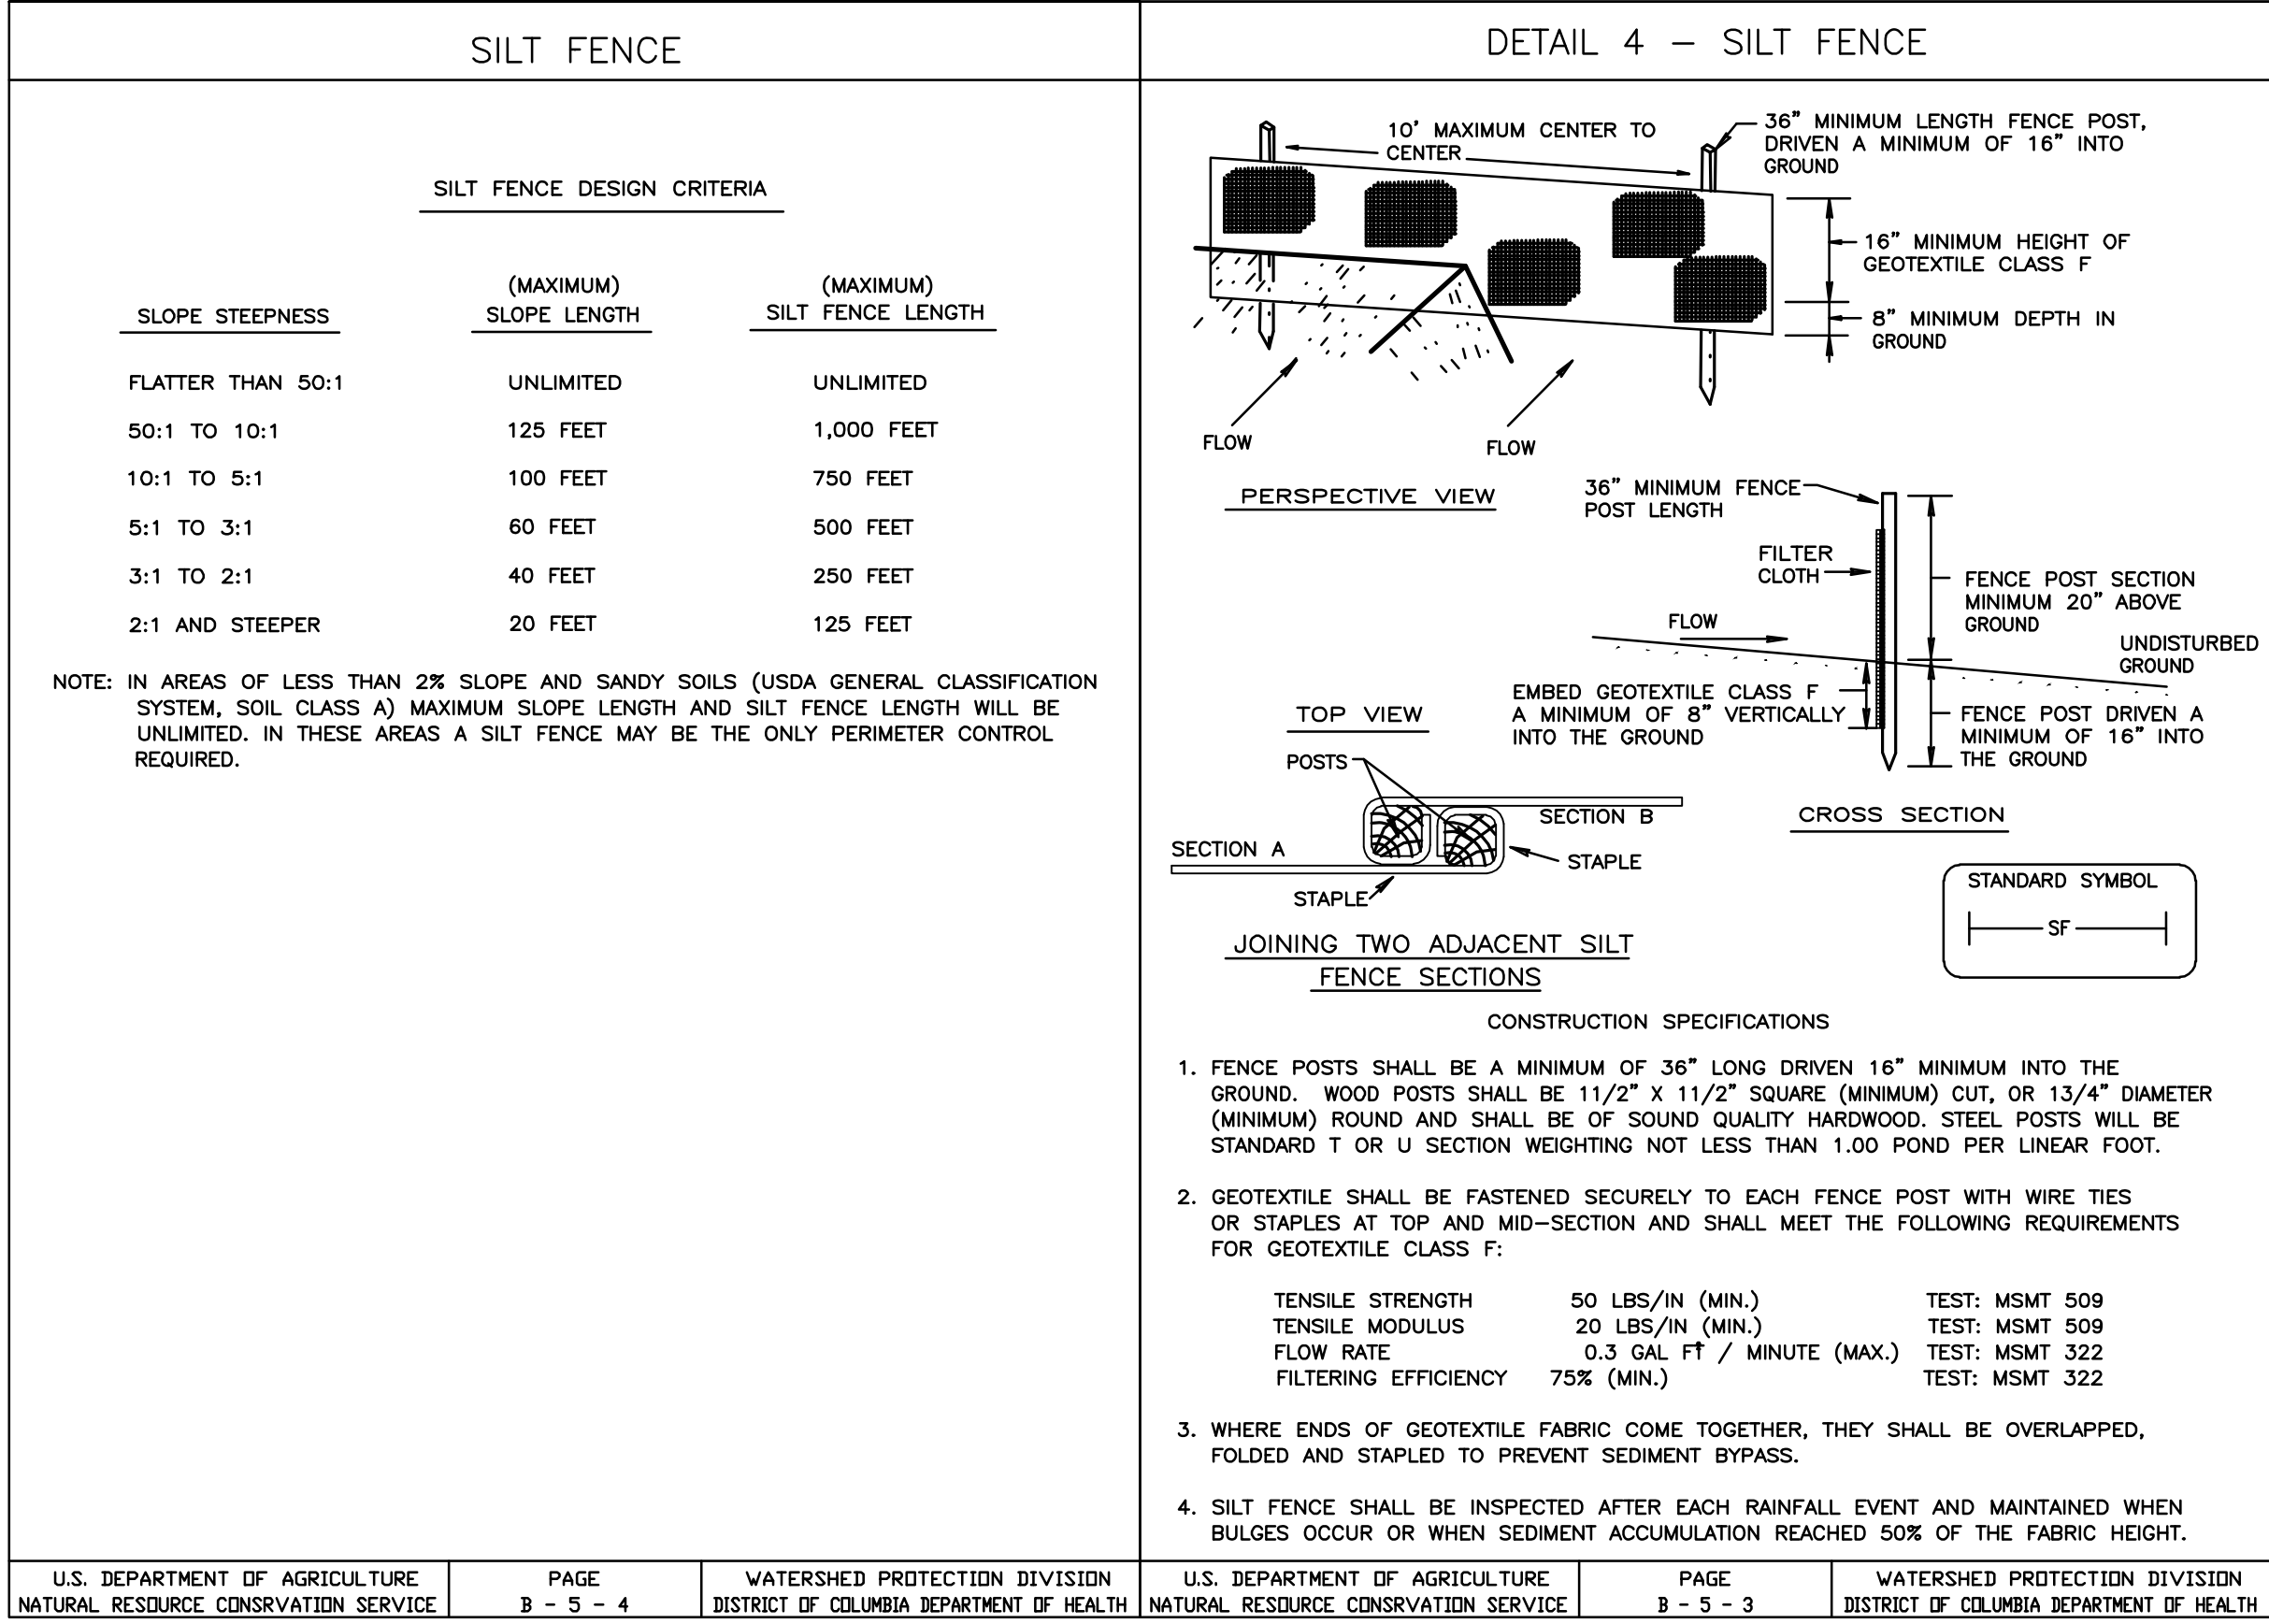 SILT FENCE
SILT FENCE DESIGN CRITERIA
SLOPE STEEPNESS
(MAXIMUM)
SLOPE LENGTH
(MAXIMUM)
SILT FENCE LENGTH
FLATTER THAN 50:1 UNLIMITED UNLIMITED
50:1 TO 10:1 125 FEET 1,000 FEET
10:1 TO 5:1 100 FEET 750 FEET
5:1 TO 3:1 60 FEET 500 FEET
3:1 TO 2:1 40 FEET 250 FEET
2:1 AND STEEPER 20 FEET 125 FEET
NOTE: IN AREAS OF LESS THAN 2% SLOPE AND SANDY SOILS (USDA GENERAL CLASSIFICATION
SYSTEM, SOIL CLASS A) MAXIMUM SLOPE LENGTH AND SILT FENCE LENGTH WILL BE
UNLIMITED. IN THESE AREAS A SILT FENCE MAY BE THE ONLY PERIMETER CONTROL
REQUIRED.
U.S. DEPARTMENT OF AGRICULTURE
NATURAL RESOURCE CONSRVATION SERVICE
PAGE
B - 5 - 4
WATERSHED PROTECTION DIVISION
DISTRICT OF COLUMBIA DEPARTMENT OF HEALTH
DETAIL 4 - SILT FENCE
10' MAXIMUM CENTER TO
CENTER
36" MINIMUM LENGTH FENCE POST,
DRIVEN A MINIMUM OF 16" INTO
GROUND
16" MINIMUM HEIGHT OF
GEOTEXTILE CLASS F
8" MINIMUM DEPTH IN
GROUND
FLOW
FLOW
PERSPECTIVE VIEW
36" MINIMUM FENCE
POST LENGTH
FILTER
CLOTH
FENCE POST SECTION
MINIMUM 20" ABOVE
GROUND
FLOW
UNDISTURBED
GROUND
EMBED GEOTEXTILE CLASS F
A MINIMUM OF 8" VERTICALLY
INTO THE GROUND
FENCE POST DRIVEN A
MINIMUM OF 16" INTO
THE GROUND
CROSS SECTION
TOP VIEW
POSTS
SECTION B
SECTION A
STAPLE
STAPLE
JOINING TWO ADJACENT SILT
FENCE SECTIONS
STANDARD SYMBOL
SF
CONSTRUCTION SPECIFICATIONS
1. FENCE POSTS SHALL BE A MINIMUM OF 36" LONG DRIVEN 16" MINIMUM INTO THE
GROUND. WOOD POSTS SHALL BE 11/2" X 11/2" SQUARE (MINIMUM) CUT, OR 13/4" DIAMETER
(MINIMUM) ROUND AND SHALL BE OF SOUND QUALITY HARDWOOD. STEEL POSTS WILL BE
STANDARD T OR U SECTION WEIGHTING NOT LESS THAN 1.00 POND PER LINEAR FOOT.
2. GEOTEXTILE SHALL BE FASTENED SECURELY TO EACH FENCE POST WITH WIRE TIES
OR STAPLES AT TOP AND MID-SECTION AND SHALL MEET THE FOLLOWING REQUIREMENTS
FOR GEOTEXTILE CLASS F:
TENSILE STRENGTH 50 LBS/IN (MIN.) TEST: MSMT 509
TENSILE MODULUS 20 LBS/IN (MIN.) TEST: MSMT 509
FLOW RATE 0.3 GAL / MINUTE (MAX.) TEST: MSMT 322
FILTERING EFFICIENCY 75% (MIN.) TEST: MSMT 322
3. WHERE ENDS OF GEOTEXTILE FABRIC COME TOGETHER, THEY SHALL BE OVERLAPPED,
FOLDED AND STAPLED TO PREVENT SEDIMENT BYPASS.
4. SILT FENCE SHALL BE INSPECTED AFTER EACH RAINFALL EVENT AND MAINTAINED WHEN
BULGES OCCUR OR WHEN SEDIMENT ACCUMULATION REACHED 50% OF THE FABRIC HEIGHT.
U.S. DEPARTMENT OF AGRICULTURE
NATURAL RESOURCE CONSRVATION SERVICE
PAGE
B - 5 - 3
WATERSHED PROTECTION DIVISION
DISTRICT OF COLUMBIA DEPARTMENT OF HEALTH